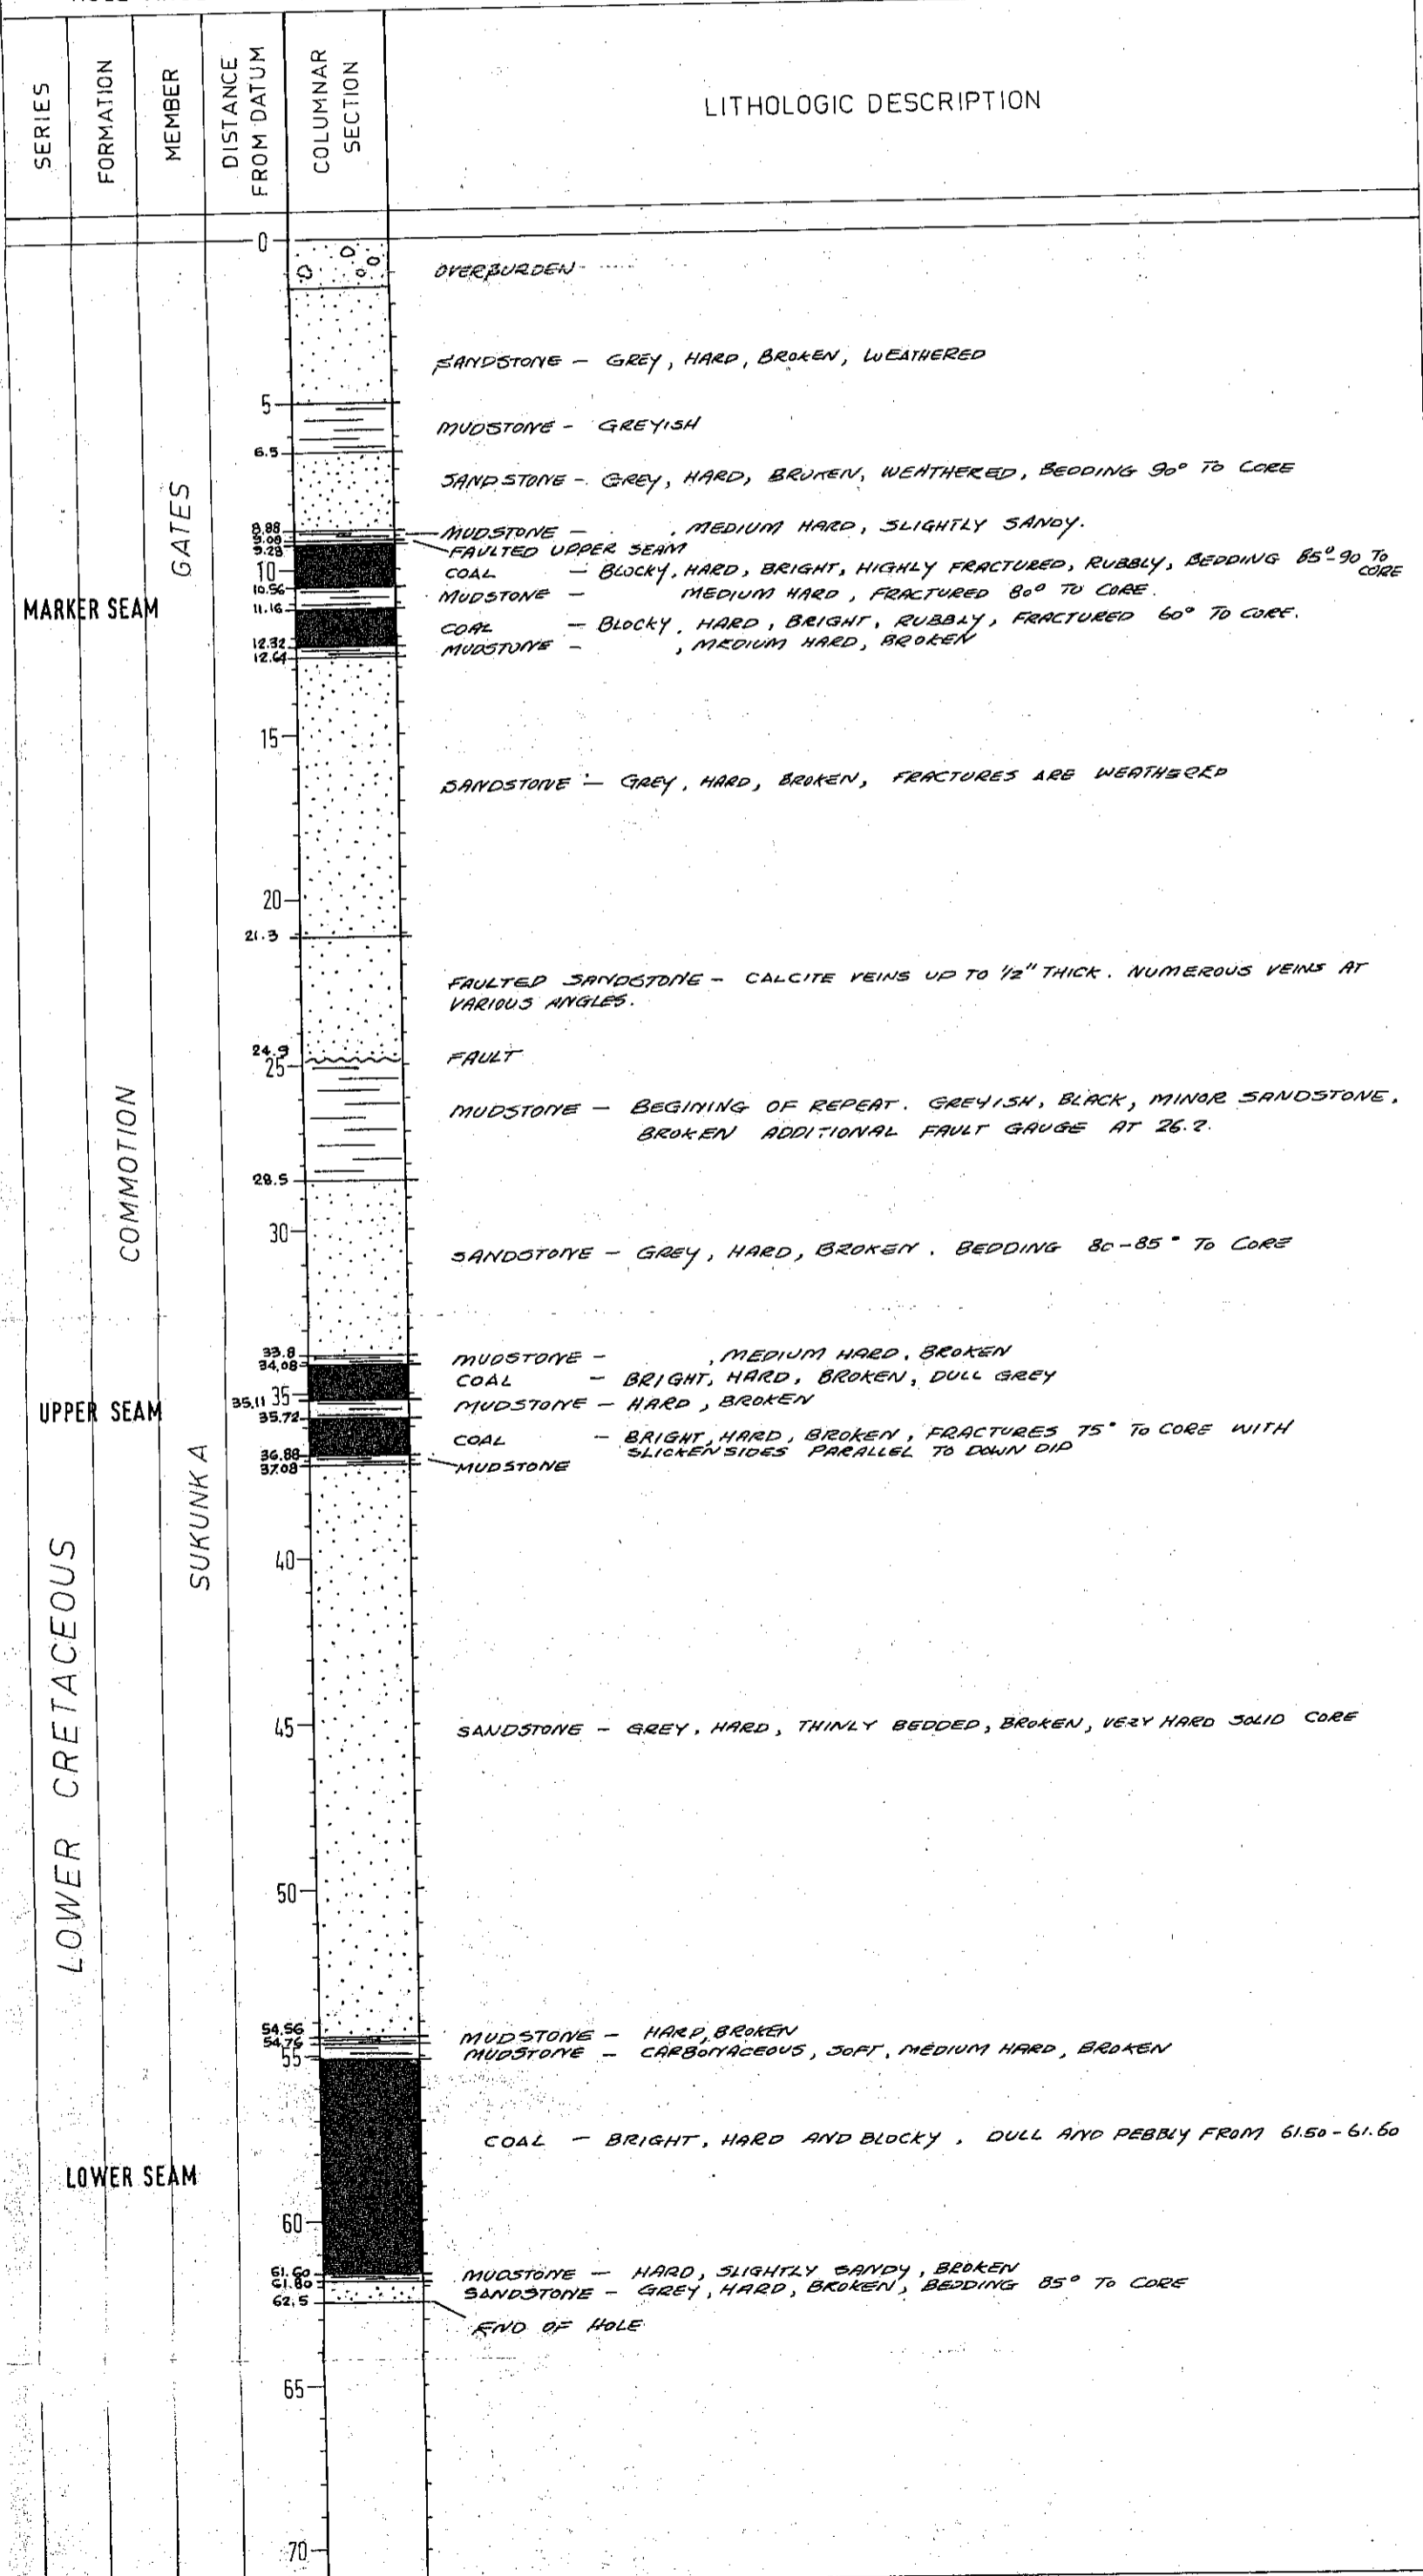 SERIES
FORMATION
MEMBER
DISTANCE FROM DATUM
COLUMNAR SECTION
LITHOLOGIC DESCRIPTION
0
OVERBURDEN
SANDSTONE - GREY, HARD, BROKEN, WEATHERED
5
MUDSTONE - GREYISH
6.5
SANDSTONE - GREY, HARD, BROKEN, WEATHERED, BEDDING 90° TO CORE
GATES
8.98
MUDSTONE - , MEDIUM HARD, SLIGHTLY SANDY.
9.08
FAULTED UPPER SEAM
9.28
COAL - BLOCKY, HARD, BRIGHT, HIGHLY FRACTURED, RUBBLY, BEDDING 85°-90 TO CORE
10
10.56
MUDSTONE - MEDIUM HARD, FRACTURED 80° TO CORE.
MARKER SEAM
11.16
COAL - BLOCKY, HARD, BRIGHT, RUBBLY, FRACTURED 60° TO CORE.
12.32
MUDSTONE - , MEDIUM HARD, BROKEN
12.64
15
SANDSTONE - GREY, HARD, BROKEN, FRACTURES ARE WEATHERED
20
21.3
FAULTED SANDSTONE - CALCITE VEINS UP TO 1/2" THICK. NUMEROUS VEINS AT
VARIOUS ANGLES.
24.9
FAULT
25
MUDSTONE - BEGINING OF REPEAT. GREYISH, BLACK, MINOR SANDSTONE,
BROKEN ADDITIONAL FAULT GAUGE AT 26.2.
COMMOTION
28.5
30
SANDSTONE - GREY, HARD, BROKEN. BEDDING 80-85° TO CORE
33.8
MUDSTONE - , MEDIUM HARD, BROKEN
34.08
COAL - BRIGHT, HARD, BROKEN, DULL GREY
35.11 35
MUDSTONE - HARD, BROKEN
UPPER SEAM
35.72
COAL - BRIGHT, HARD, BROKEN, FRACTURES 75° TO CORE WITH
SLICKENSIDES PARALLEL TO DOWN DIP
36.88
MUDSTONE
37.08
SUKUNKA
40
LOWER CRETACEOUS
45
SANDSTONE - GREY, HARD, THINLY BEDDED, BROKEN, VERY HARD SOLID CORE
50
54.56
MUDSTONE - HARD, BROKEN
54.76
MUDSTONE - CARBONACEOUS, SOFT, MEDIUM HARD, BROKEN
55
COAL - BRIGHT, HARD AND BLOCKY, DULL AND PEBBLY FROM 61.50-61.60
LOWER SEAM
60
61.60
MUDSTONE - HARD, SLIGHTLY SANDY, BROKEN
61.80
SANDSTONE - GREY, HARD, BROKEN, BEDDING 85° TO CORE
62.5
END OF HOLE
65
70